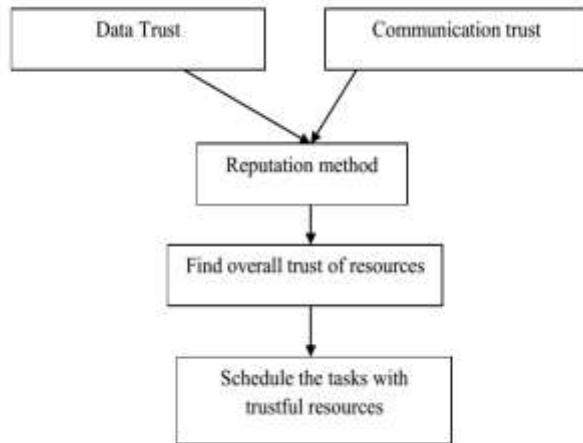 Data Trust
Communication trust
Reputation method
Find overall trust of resources
Schedule the tasks with
trustful resources